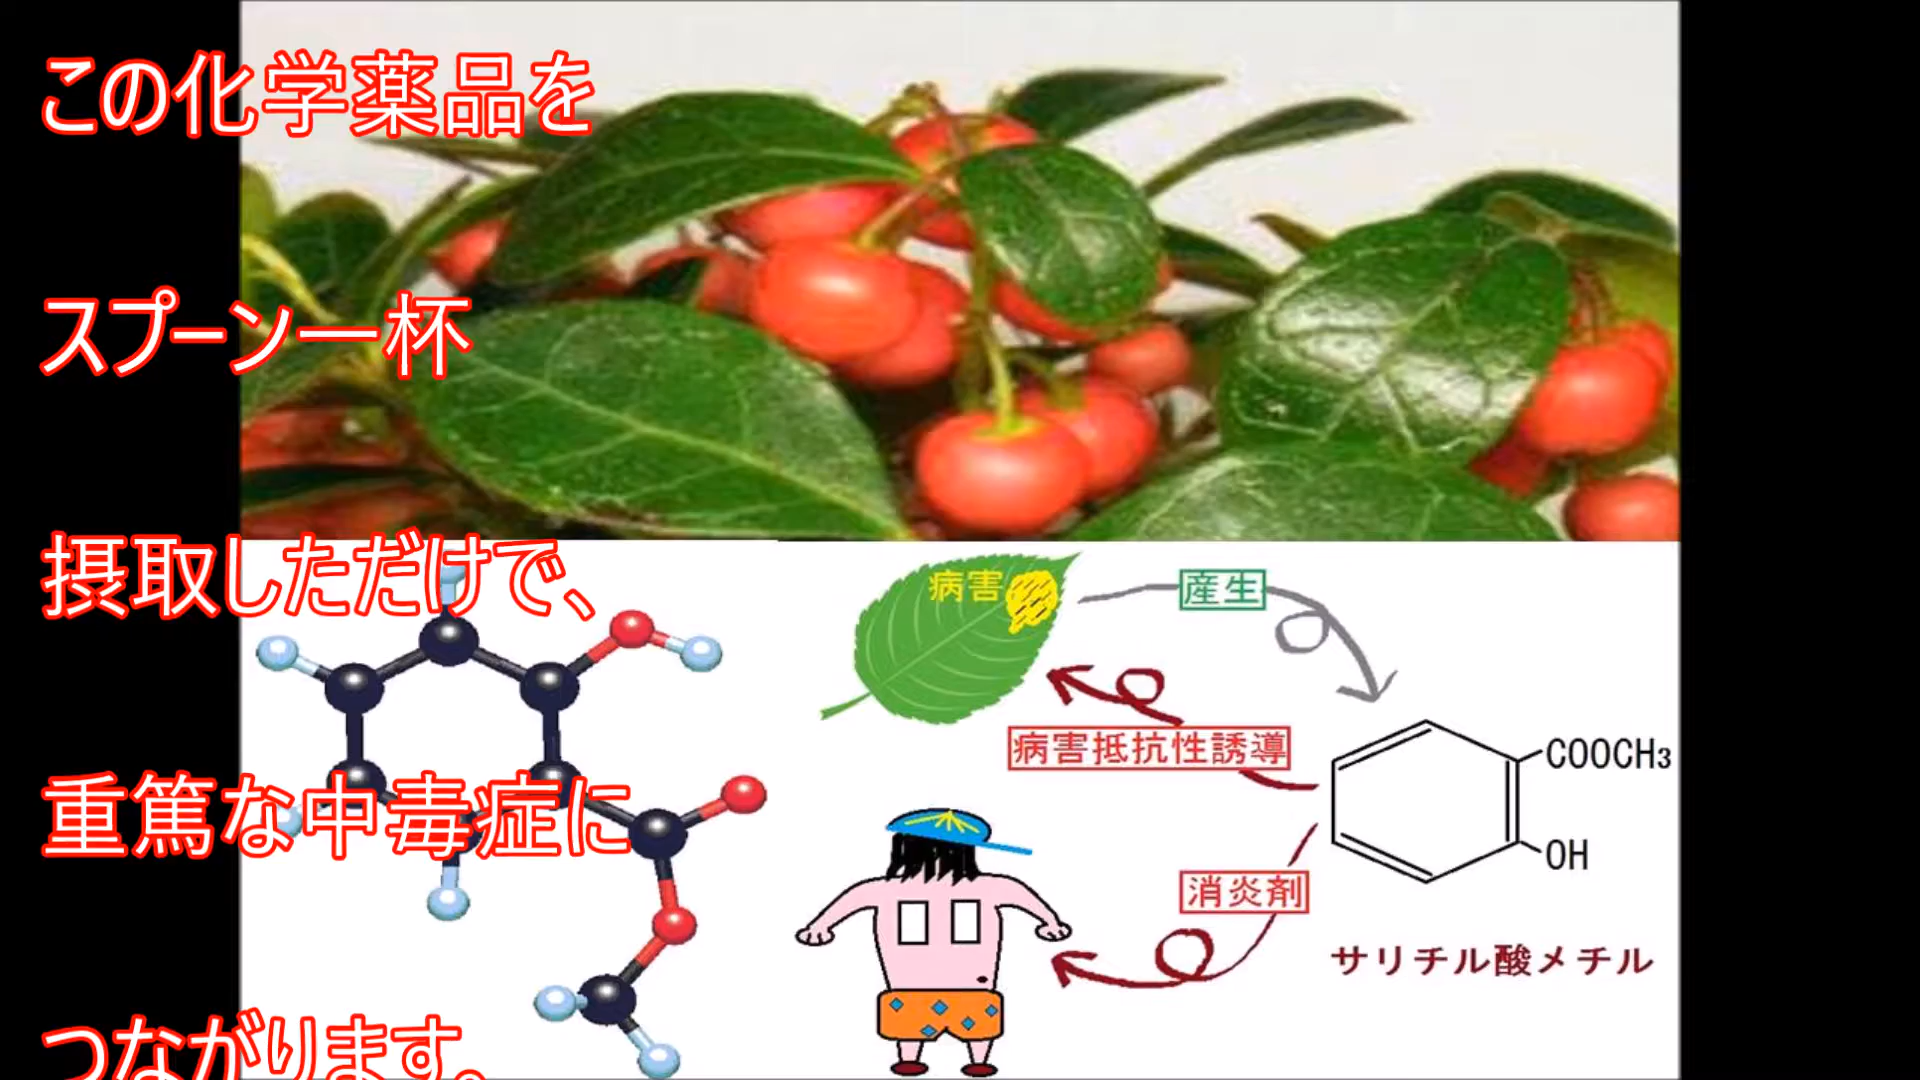 この化学薬品を
スプーン一杯
摂取しただけで、
重篤な中毒症に
つながります。
病害
産生
病害抵抗性誘導
COOCH₃
OH
消炎剤
サリチル酸メチル